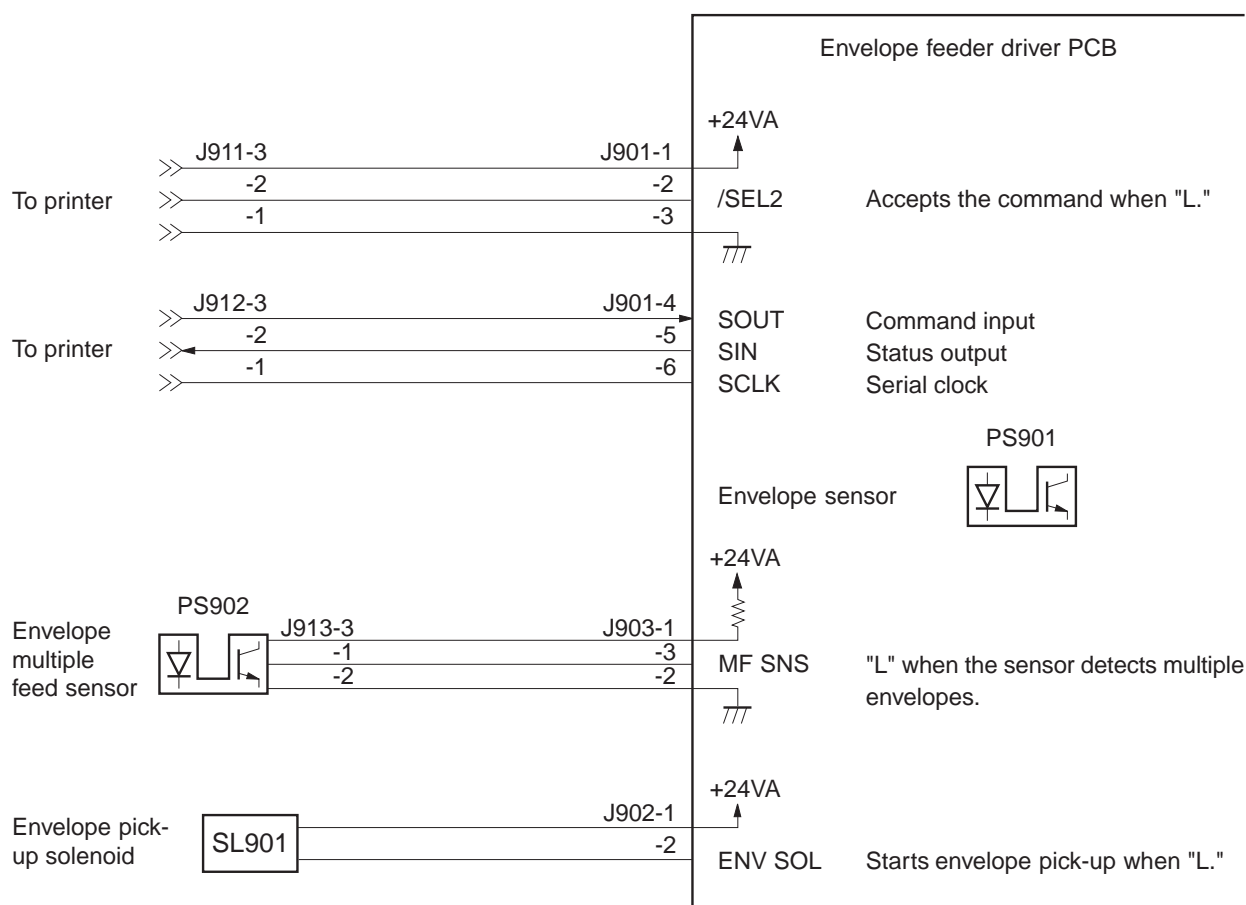 Envelope feeder driver PCB
+24VA
J911-3 J901-1
-2 -2
To printer /SEL2 Accepts the command when "L."
-1 -3
J912-3 J901-4
SOUT Command input
-2 -5
To printer SIN Status output
-1 -6
SCLK Serial clock
PS901
Envelope sensor
+24VA
PS902
Envelope
multiple
feed sensor
J913-3 J903-1
-1 -3
MF SNS "L" when the sensor detects multiple
envelopes.
-2 -2
+24VA
J902-1
Envelope pick-
up solenoid
SL901
-2
ENV SOL Starts envelope pick-up when "L."